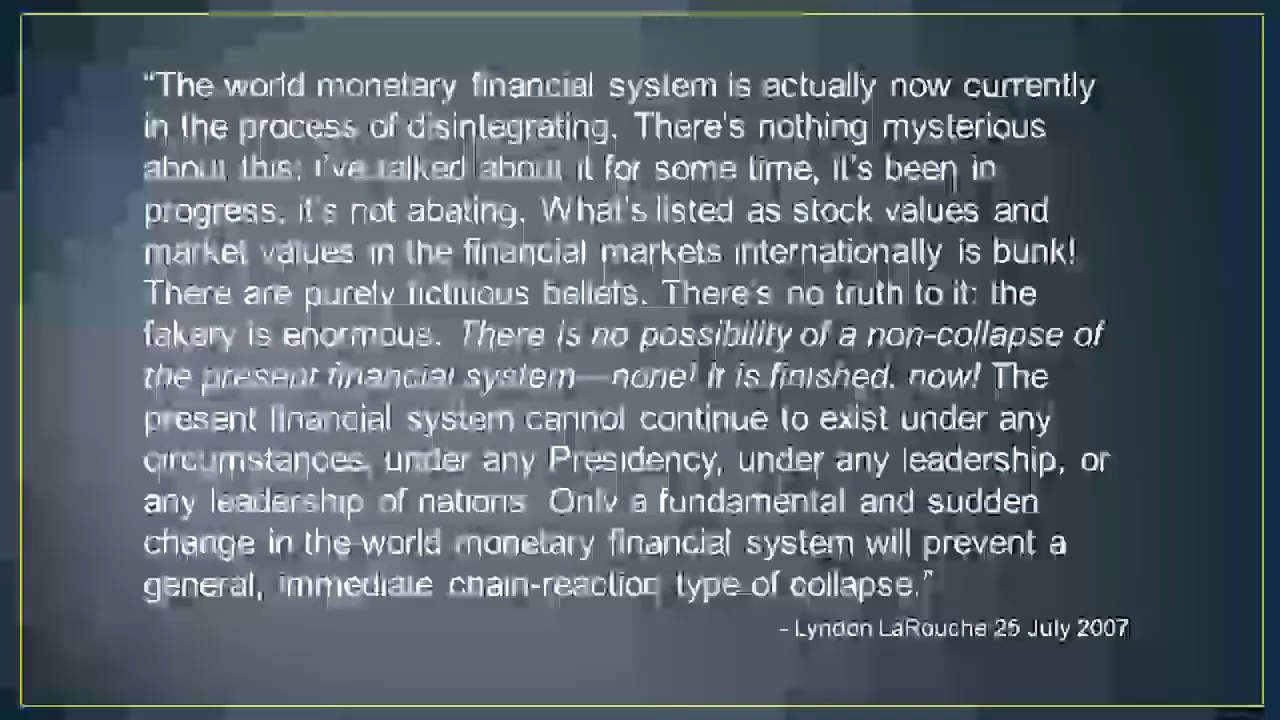 “The world monetary financial system is actually now currently
in the process of disintegrating. There's nothing mysterious
about this; I've talked about it for some time, it's been in
progress, it's not abating. What's listed as stock values and
market values in the financial markets internationally is bunk!
There are purely fictitious beliefs. There's no truth to it; the
fakery is enormous. There is no possibility of a non-collapse of
the present financial system—none! It is finished, now! The
present financial system cannot continue to exist under any
circumstances, under any Presidency, under any leadership, or
any leadership of nations. Only a fundamental and sudden
change in the world monetary financial system will prevent a
general, immediate chain-reaction type of collapse.”
- Lyndon LaRouche 25 July 2007